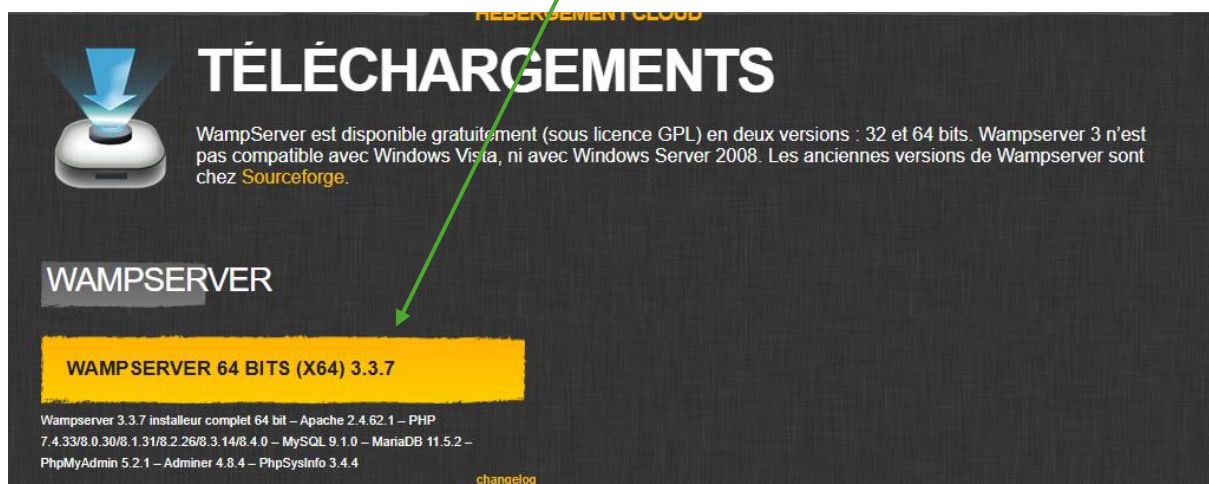 HÉBERGEMENT CLOUD
TÉLÉCHARGEMENTS
WampServer est disponible gratuitement (sous licence GPL) en deux versions : 32 et 64 bits. Wampserver 3 n'est
pas compatible avec Windows Vista, ni avec Windows Server 2008. Les anciennes versions de Wampserver sont
chez Sourceforge.
WAMPSERVER
WAMPSERVER 64 BITS (X64) 3.3.7
Wampserver 3.3.7 installeur complet 64 bit – Apache 2.4.62.1 – PHP
7.4.33/8.0.30/8.1.31/8.2.26/8.3.14/8.4.0 – MySQL 9.1.0 – MariaDB 11.5.2 –
PhpMyAdmin 5.2.1 – Adminer 4.8.4 – PhpSysInfo 3.4.4
changelog